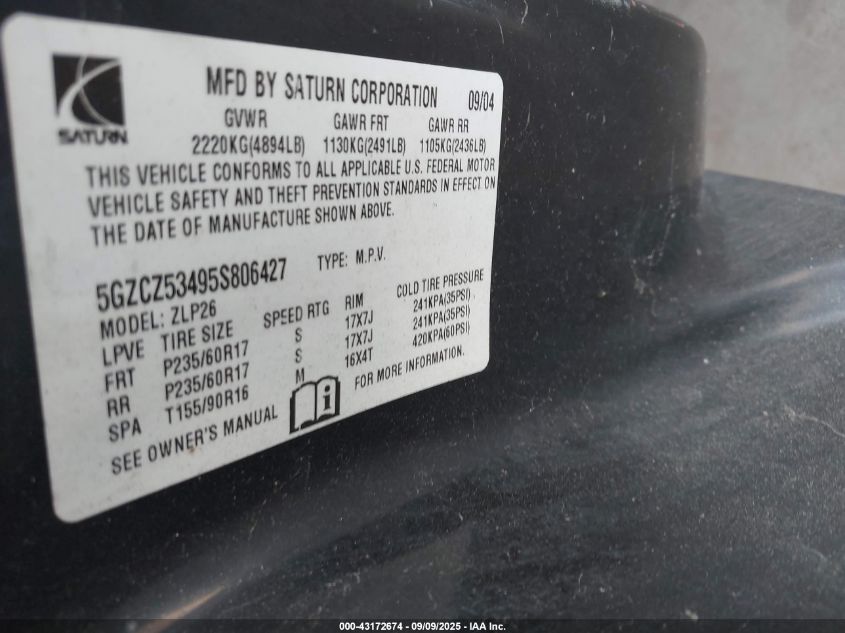 SATURN
MFD BY SATURN CORPORATION 09/04
GVWR GAWR FRT GAWR RR
2220KG(4894LB) 1130KG(2491LB) 1105KG(2436LB)
THIS VEHICLE CONFORMS TO ALL APPLICABLE U.S. FEDERAL MOTOR
VEHICLE SAFETY AND THEFT PREVENTION STANDARDS IN EFFECT ON
THE DATE OF MANUFACTURE SHOWN ABOVE.
5GZCZ53495S806427 TYPE: M.P.V.
MODEL: ZLP26
LPVE TIRE SIZE SPEED RTG RIM COLD TIRE PRESSURE
FRT P235/60R17 S 17X7J 241KPA(35PSI)
RR P235/60R17 S 17X7J 241KPA(35PSI)
SPA T155/90R16 M 16X4T 420KPA(60PSI)
SEE OWNER'S MANUAL i FOR MORE INFORMATION.
000-43172674 - 09/09/2025 - IAA Inc.